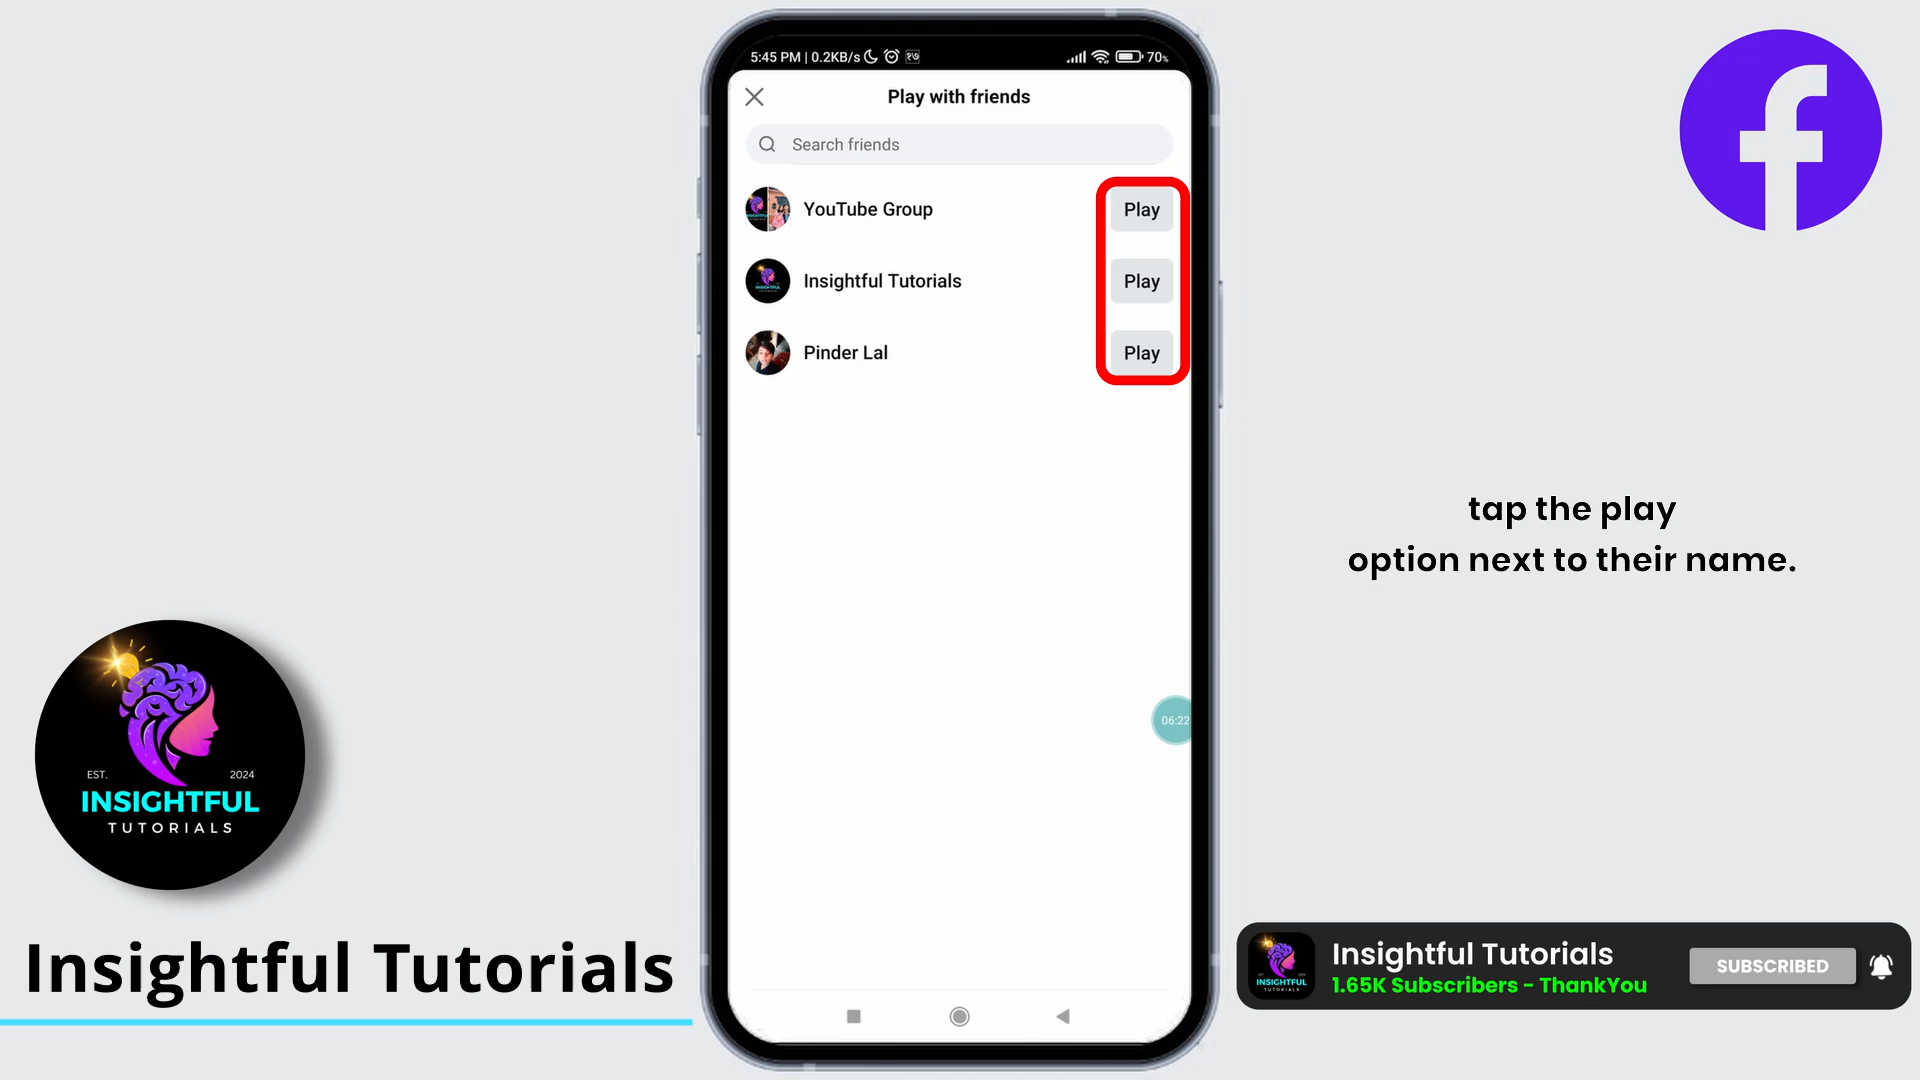 5:45 PM | 0.2KB/s
70%
Play with friends
Search friends
YouTube Group
Play
Insightful Tutorials
Play
Pinder Lal
Play
tap the play
option next to their name.
06:22
EST.
2024
INSIGHTFUL
TUTORIALS
Insightful Tutorials
INSIGHTFUL
TUTORIALS
Insightful Tutorials
1.65K Subscribers - ThankYou
SUBSCRIBED